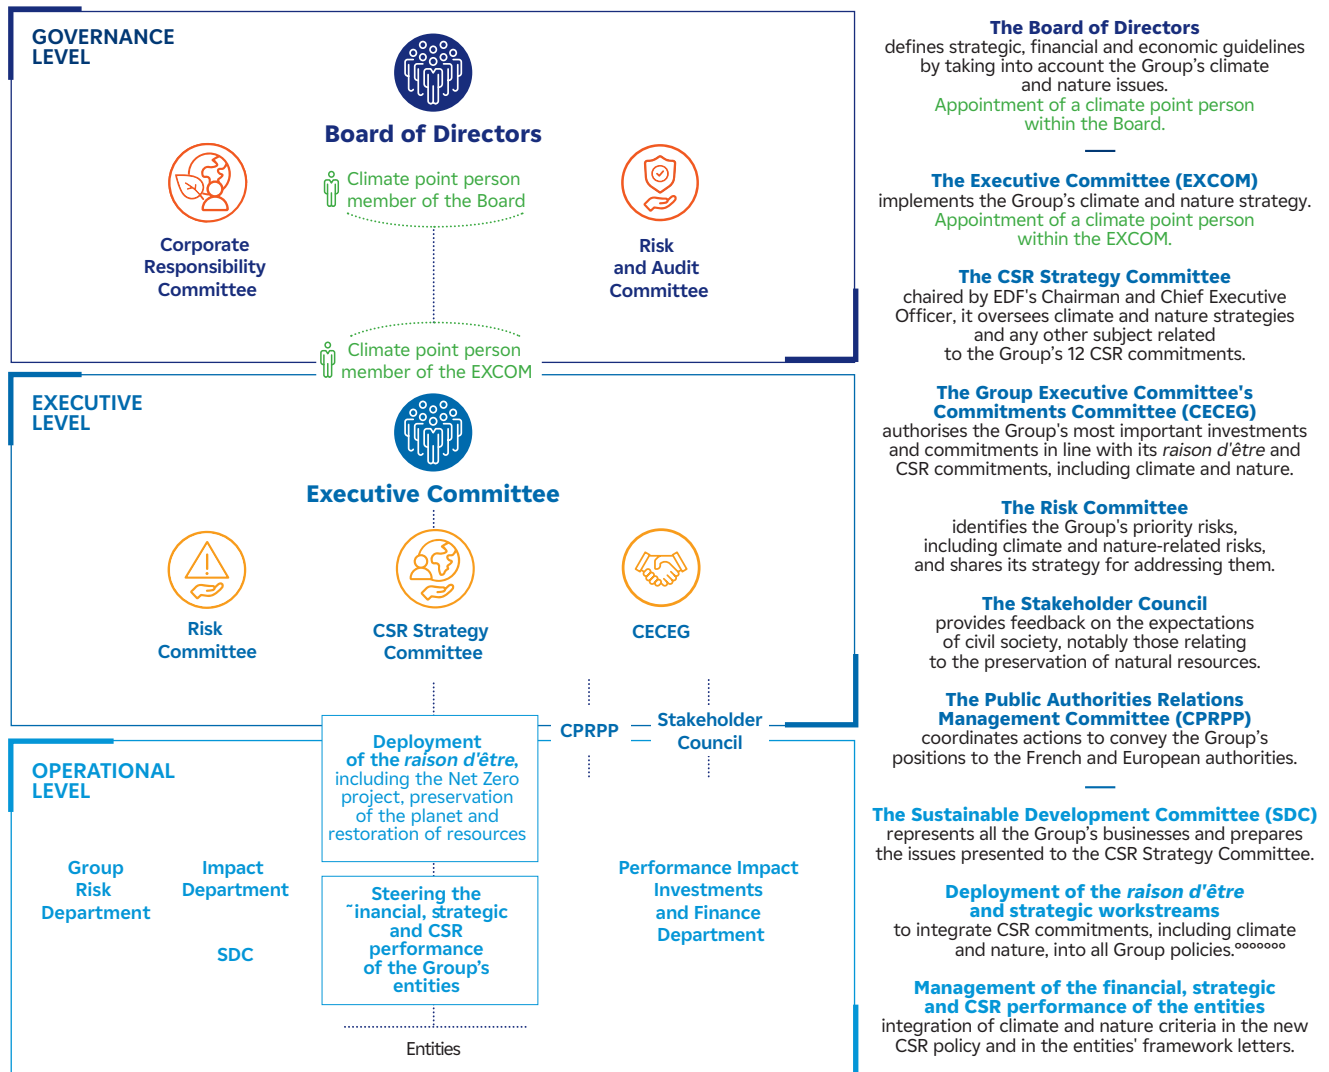 GOVERNANCE
LEVEL
Board of Directors
Climate point person
member of the Board
Corporate
Responsibility
Committee
Risk
and Audit
Committee
Climate point person
member of the EXCOM
EXECUTIVE
LEVEL
Executive Committee
Risk
Committee
CSR Strategy
Committee
CECEG
CPRPP
Stakeholder
Council
OPERATIONAL
LEVEL
Deployment
of the raison d'être,
including the Net Zero
project, preservation
of the planet and
restoration of resources
Group
Risk
Department
Impact
Department
SDC
Steering the
˜inancial, strategic
and CSR
performance
of the Group's
entities
Performance Impact
Investments
and Finance
Department
Entities
The Board of Directors
defines strategic, financial and economic guidelines
by taking into account the Group's climate
and nature issues.
Appointment of a climate point person
within the Board.
The Executive Committee (EXCOM)
implements the Group's climate and nature strategy.
Appointment of a climate point person
within the EXCOM.
The CSR Strategy Committee
chaired by EDF's Chairman and Chief Executive
Officer, it oversees climate and nature strategies
and any other subject related
to the Group's 12 CSR commitments.
The Group Executive Committee's
Commitments Committee (CECEG)
authorises the Group's most important investments
and commitments in line with its raison d'être and
CSR commitments, including climate and nature.
The Risk Committee
identifies the Group's priority risks,
including climate and nature-related risks,
and shares its strategy for addressing them.
The Stakeholder Council
provides feedback on the expectations
of civil society, notably those relating
to the preservation of natural resources.
The Public Authorities Relations
Management Committee (CPRPP)
coordinates actions to convey the Group's
positions to the French and European authorities.
The Sustainable Development Committee (SDC)
represents all the Group's businesses and prepares
the issues presented to the CSR Strategy Committee.
Deployment of the raison d'être
and strategic workstreams
to integrate CSR commitments, including climate
and nature, into all Group policies.°°°°°°°
Management of the financial, strategic
and CSR performance of the entities
integration of climate and nature criteria in the new
CSR policy and in the entities' framework letters.